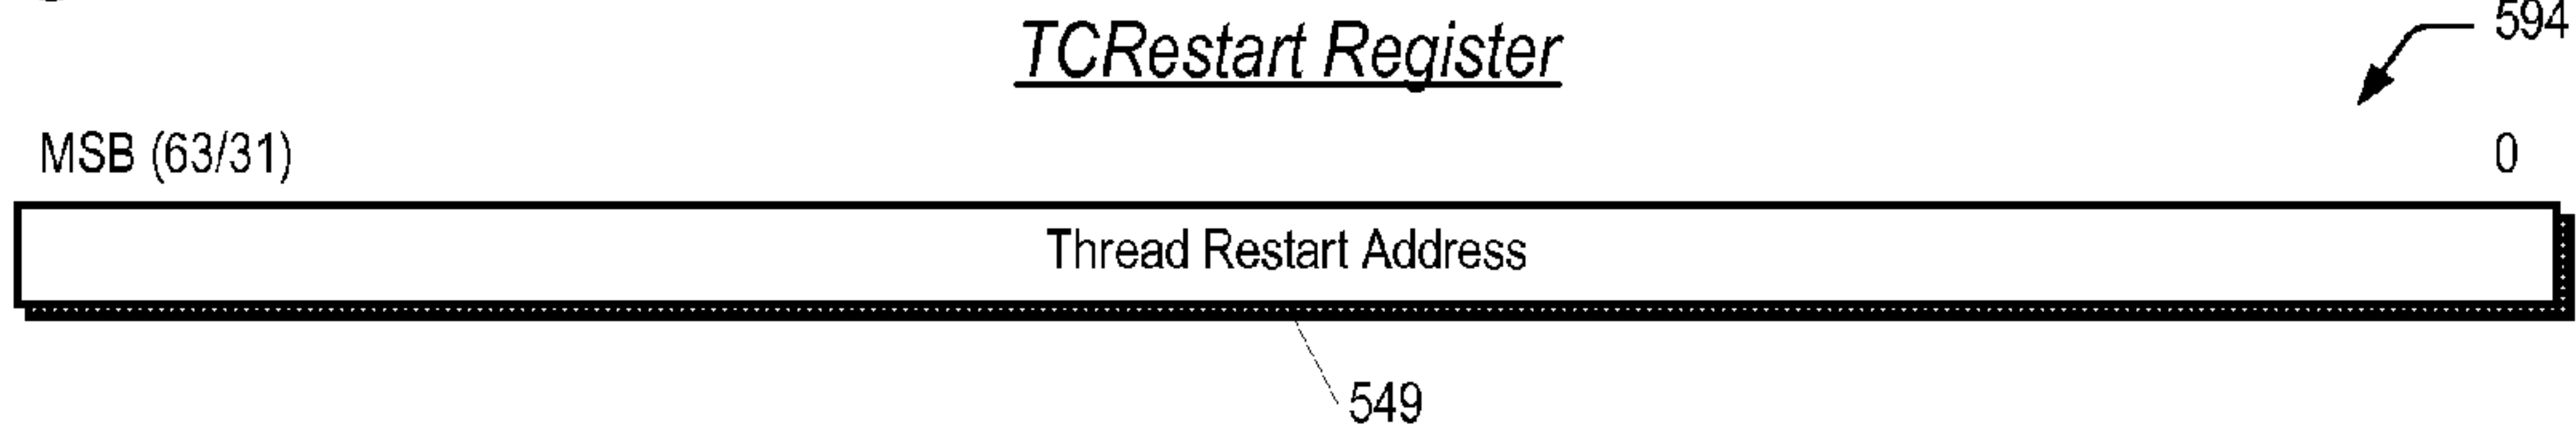 594
TCRestart Register
MSB (63/31) 0
Thread Restart Address
549